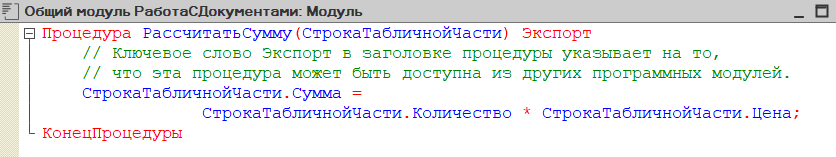 Общий модуль РаботаСДокументами: Модуль
Процедура РассчитатьСумму(СтрокаТабличнойЧасти) Экспорт
// Ключевое слово Экспорт в заголовке процедуры указывает на то,
// что эта процедура может быть доступна из других программных модулей.
СтрокаТабличнойЧасти.Сумма =
СтрокаТабличнойЧасти.Количество * СтрокаТабличнойЧасти.Цена;
КонецПроцедуры